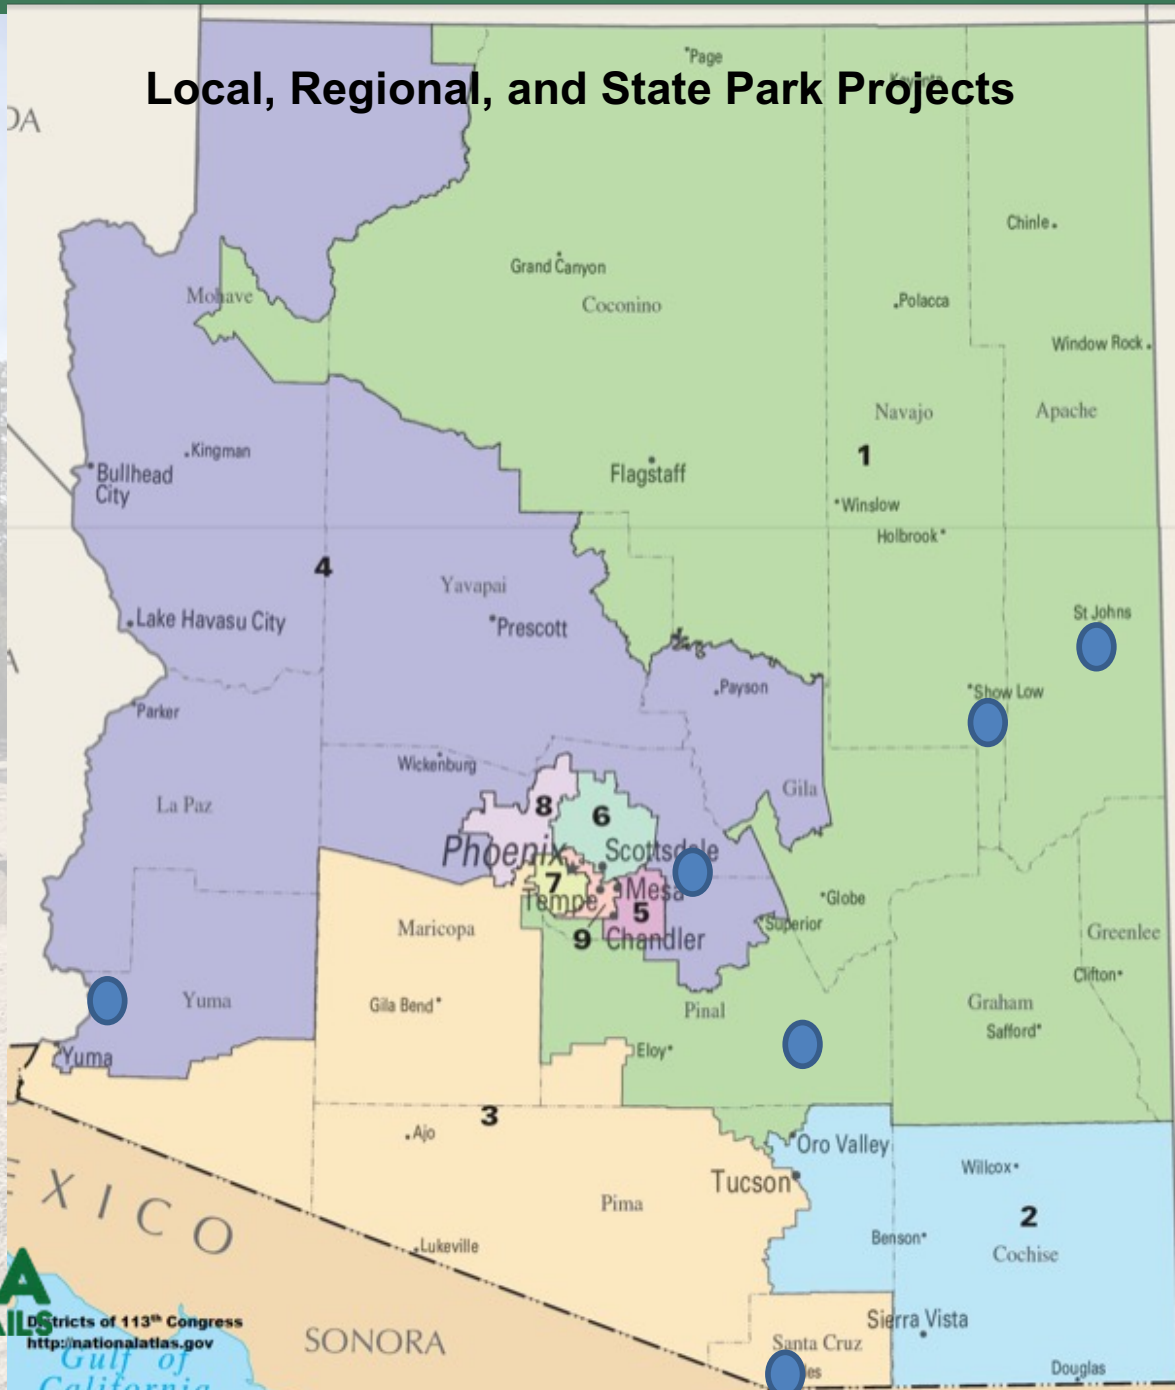 Page
Local, Regional, and State Park Projects
Chinle
Grand Canyon
Mohave
Coconino
Polacca
Window Rock
Navajo
Apache
Kingman
1
Bullhead
City
Flagstaff
Winslow
Holbrook
4
Yavapai
St Johns
Lake Havasu City
Prescott
Payson
Show Low
Parker
Wickenburg
Gila
La Paz
8
6
Phoenix
Scottsdale
7
Mesa
Tempe
5
Globe
Superior
Maricopa
9
Chandler
Greenlee
Clifton
Yuma
Gila Bend
Pinal
Graham
Safford
Yuma
Eloy
3
Ajo
Oro Valley
Willcox
Tucson
Pima
2
Benson
Cochise
Lukeville
EXICO
Districts of 113th Congress
http://nationalatlas.gov
Gulf of
California
SONORA
Sierra Vista
Santa Cruz
Douglas